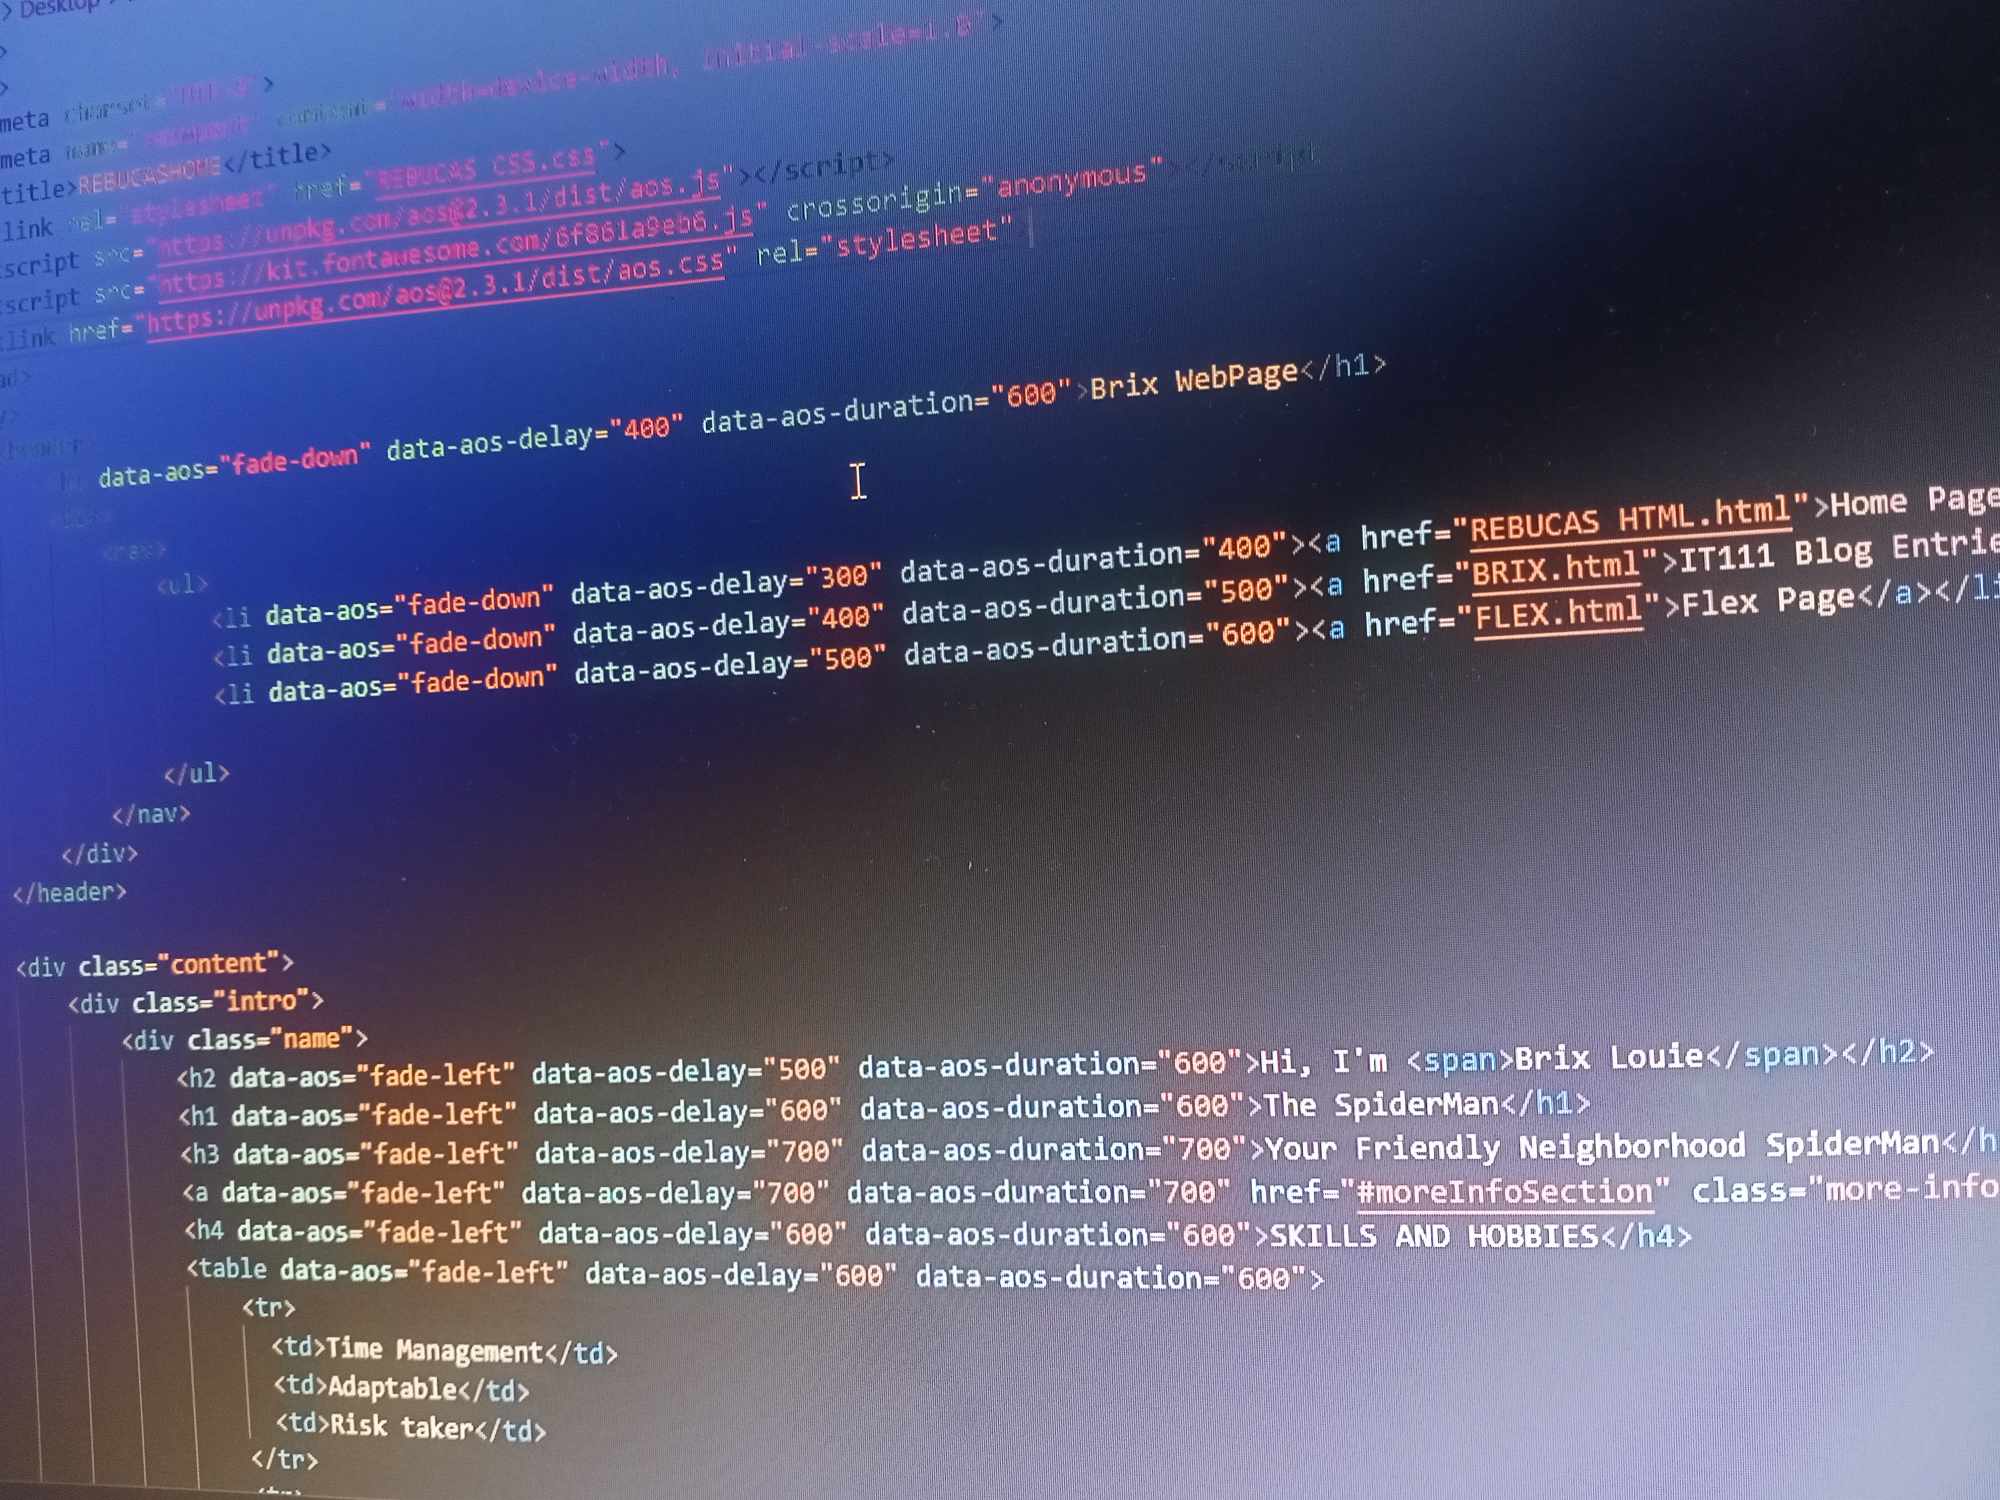 > Desktop >
>
>
meta charset="UTF-8">
meta name="viewport" content="width=device-width, initial-scale=1.0">
title>REBUCASHOME</title>
link rel="stylesheet" href="REBUCAS CSS.css">
script src="https://unpkg.com/aos@2.3.1/dist/aos.js"></script>
script src="https://kit.fontawesome.com/6f861a9eb6.js" crossorigin="anonymous"></script
link href="https://unpkg.com/aos@2.3.1/dist/aos.css" rel="stylesheet"
ad>
<header>
data-aos="fade-down" data-aos-delay="400" data-aos-duration="600">Brix WebPage</h1>
<nav>
<ul>
<li data-aos="fade-down" data-aos-delay="300" data-aos-duration="400"><a href="REBUCAS HTML.html">Home Page
<li data-aos="fade-down" data-aos-delay="400" data-aos-duration="500"><a href="BRIX.html">IT111 Blog Entrie
<li data-aos="fade-down" data-aos-delay="500" data-aos-duration="600"><a href="FLEX.html">Flex Page</a></li
</ul>
</nav>
</div>
</header>
<div class="content">
<div class="intro">
<div class="name">
<h2 data-aos="fade-left" data-aos-delay="500" data-aos-duration="600">Hi, I'm <span>Brix Louie</span></h2>
<h1 data-aos="fade-left" data-aos-delay="600" data-aos-duration="600">The SpiderMan</h1>
<h3 data-aos="fade-left" data-aos-delay="700" data-aos-duration="700">Your Friendly Neighborhood SpiderMan</h
<a data-aos="fade-left" data-aos-delay="700" data-aos-duration="700" href="#moreInfoSection" class="more-info
<h4 data-aos="fade-left" data-aos-delay="600" data-aos-duration="600">SKILLS AND HOBBIES</h4>
<table data-aos="fade-left" data-aos-delay="600" data-aos-duration="600">
<tr>
<td>Time Management</td>
<td>Adaptable</td>
<td>Risk taker</td>
</tr>